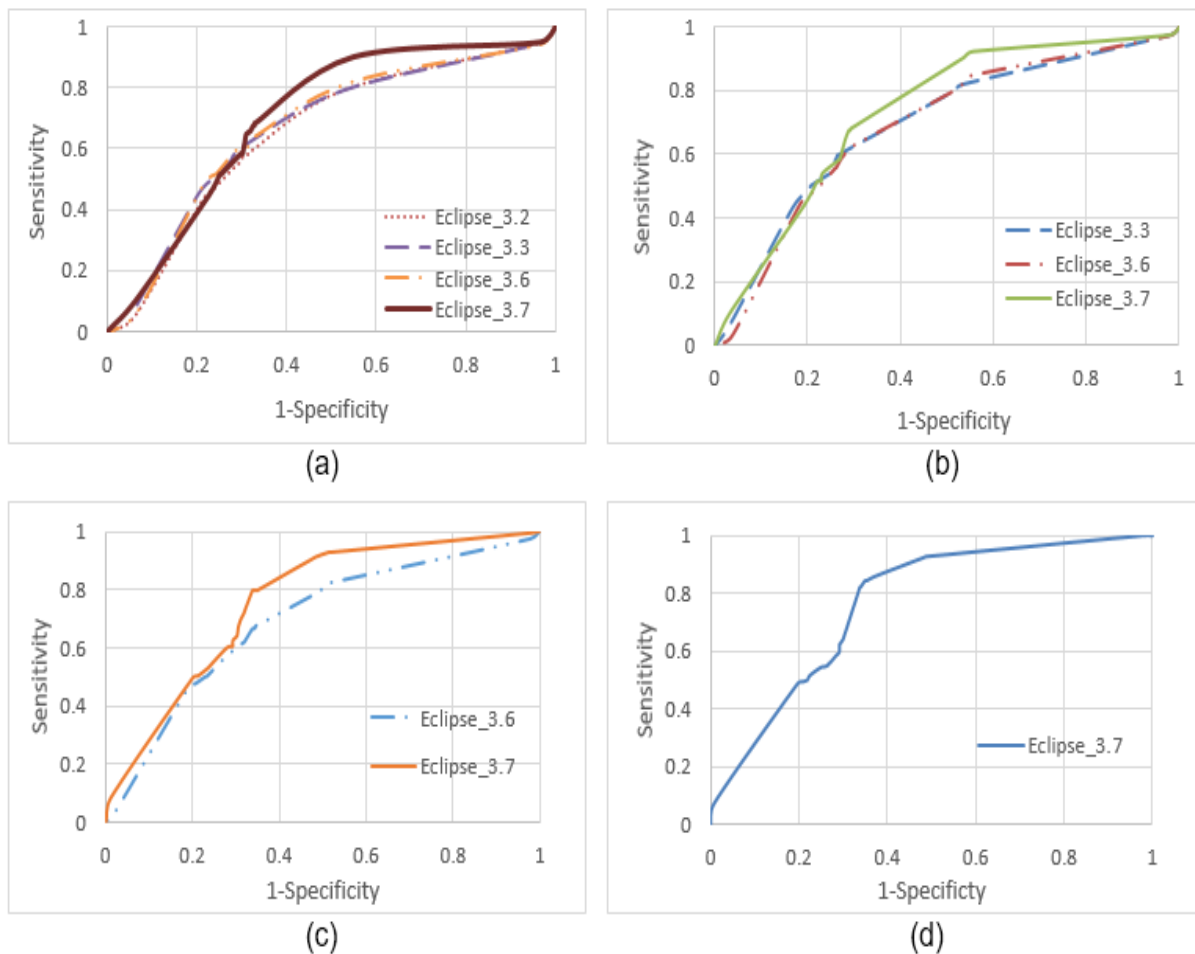 1
0.8
0.6
0.4
0.2
0
0
0.2
0.4
0.6
0.8
1
Sensitivity
1-Specificity
Eclipse_3.2
Eclipse_3.3
Eclipse_3.6
Eclipse_3.7
(a)
1
0.8
0.6
0.4
0.2
0
0
0.2
0.4
0.6
0.8
1
Sensitivity
1-Specificity
Eclipse_3.3
Eclipse_3.6
Eclipse_3.7
(b)
1
0.8
0.6
0.4
0.2
0
0
0.2
0.4
0.6
0.8
1
Sensitivity
1-Specificity
Eclipse_3.6
Eclipse_3.7
(c)
1
0.8
0.6
0.4
0.2
0
0
0.2
0.4
0.6
0.8
1
Sensitivity
1-Specificty
Eclipse_3.7
(d)